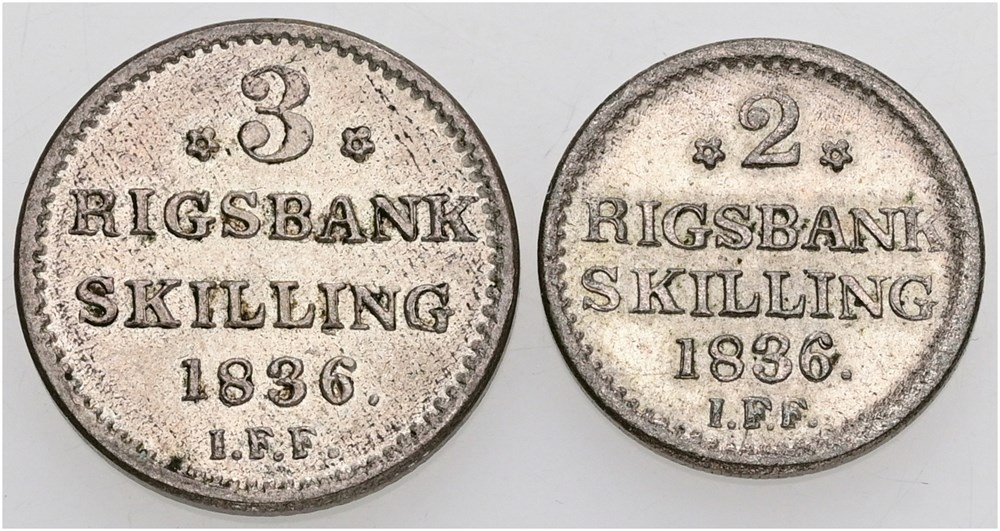 3
RIGSBANK
SKILLING
1836.
I.F.F.
2
RIGSBANK
SKILLING
1836.
I.F.F.